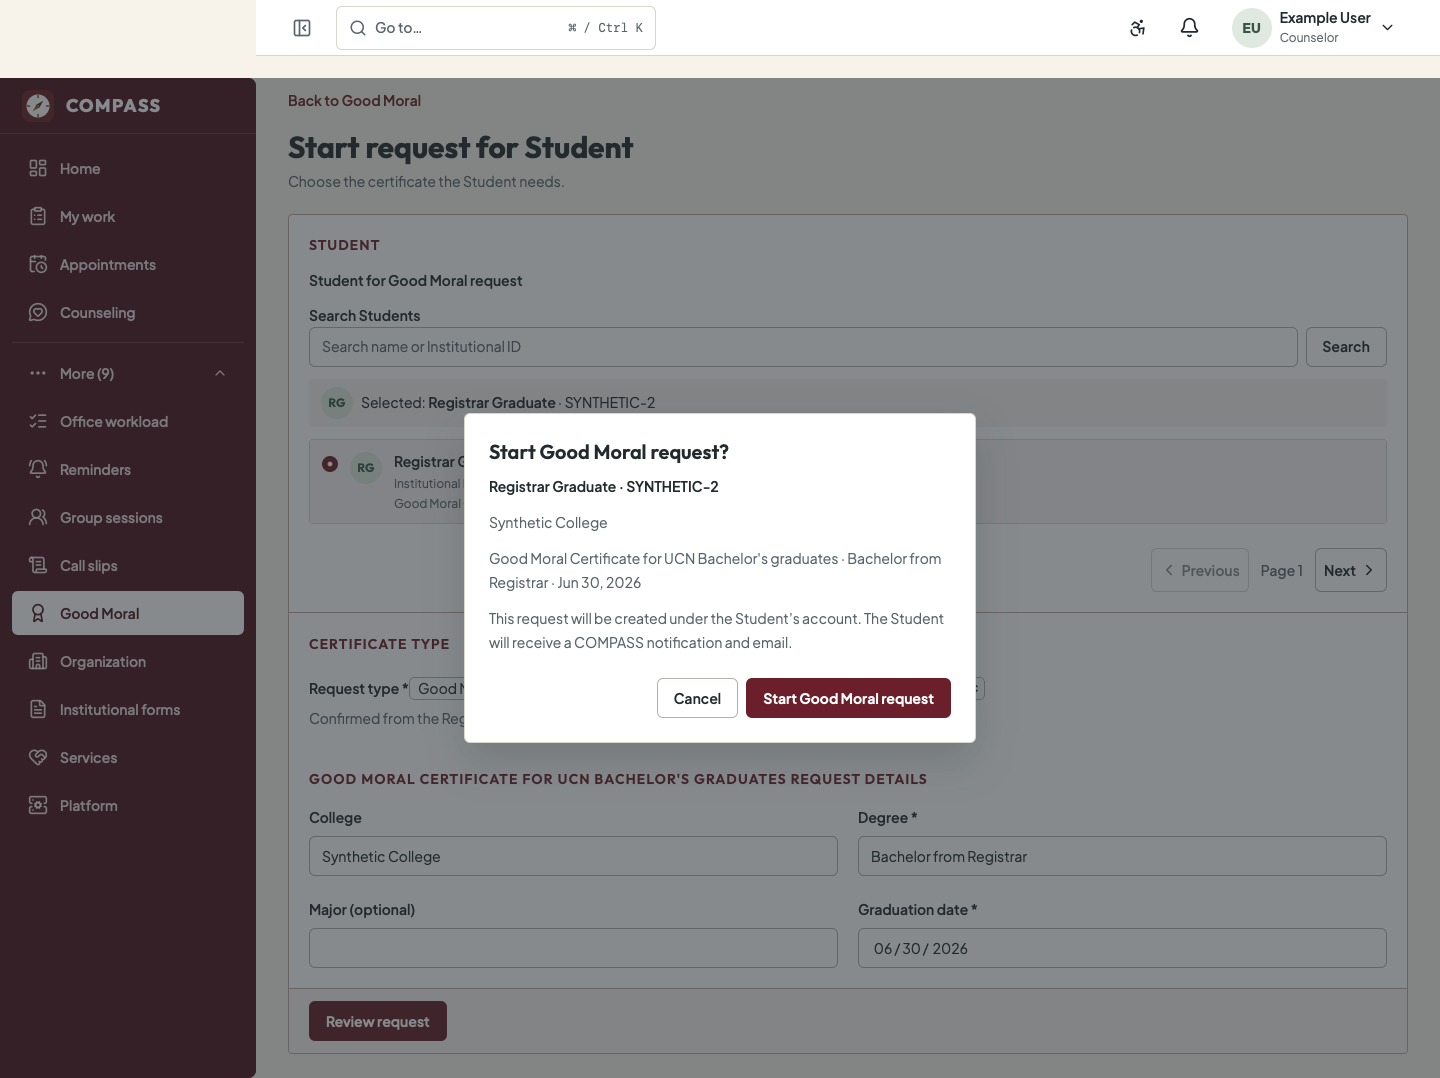 Go to...
⌘ / Ctrl K
EU
Example User
Counselor
COMPASS
Home
My work
Appointments
Counseling
More (9)
Office workload
Reminders
Group sessions
Call slips
Good Moral
Organization
Institutional forms
Services
Platform
Back to Good Moral
Start request for Student
Choose the certificate the Student needs.
STUDENT
Student for Good Moral request
Search Students
Search name or Institutional ID
Search
RG
Selected: Registrar Graduate · SYNTHETIC-2
RG
Registrar
Institutional
Good Moral
Previous
Page 1
Next
CERTIFICATE TYPE
Request type *
Good
Confirmed from the
Start Good Moral request?
Registrar Graduate · SYNTHETIC-2
Synthetic College
Good Moral Certificate for UCN Bachelor's graduates · Bachelor from
Registrar · Jun 30, 2026
This request will be created under the Student's account. The Student
will receive a COMPASS notification and email.
Cancel
Start Good Moral request
GOOD MORAL CERTIFICATE FOR UCN BACHELOR'S GRADUATES REQUEST DETAILS
College
Degree *
Synthetic College
Bachelor from Registrar
Major (optional)
Graduation date *
06 / 30 / 2026
Review request